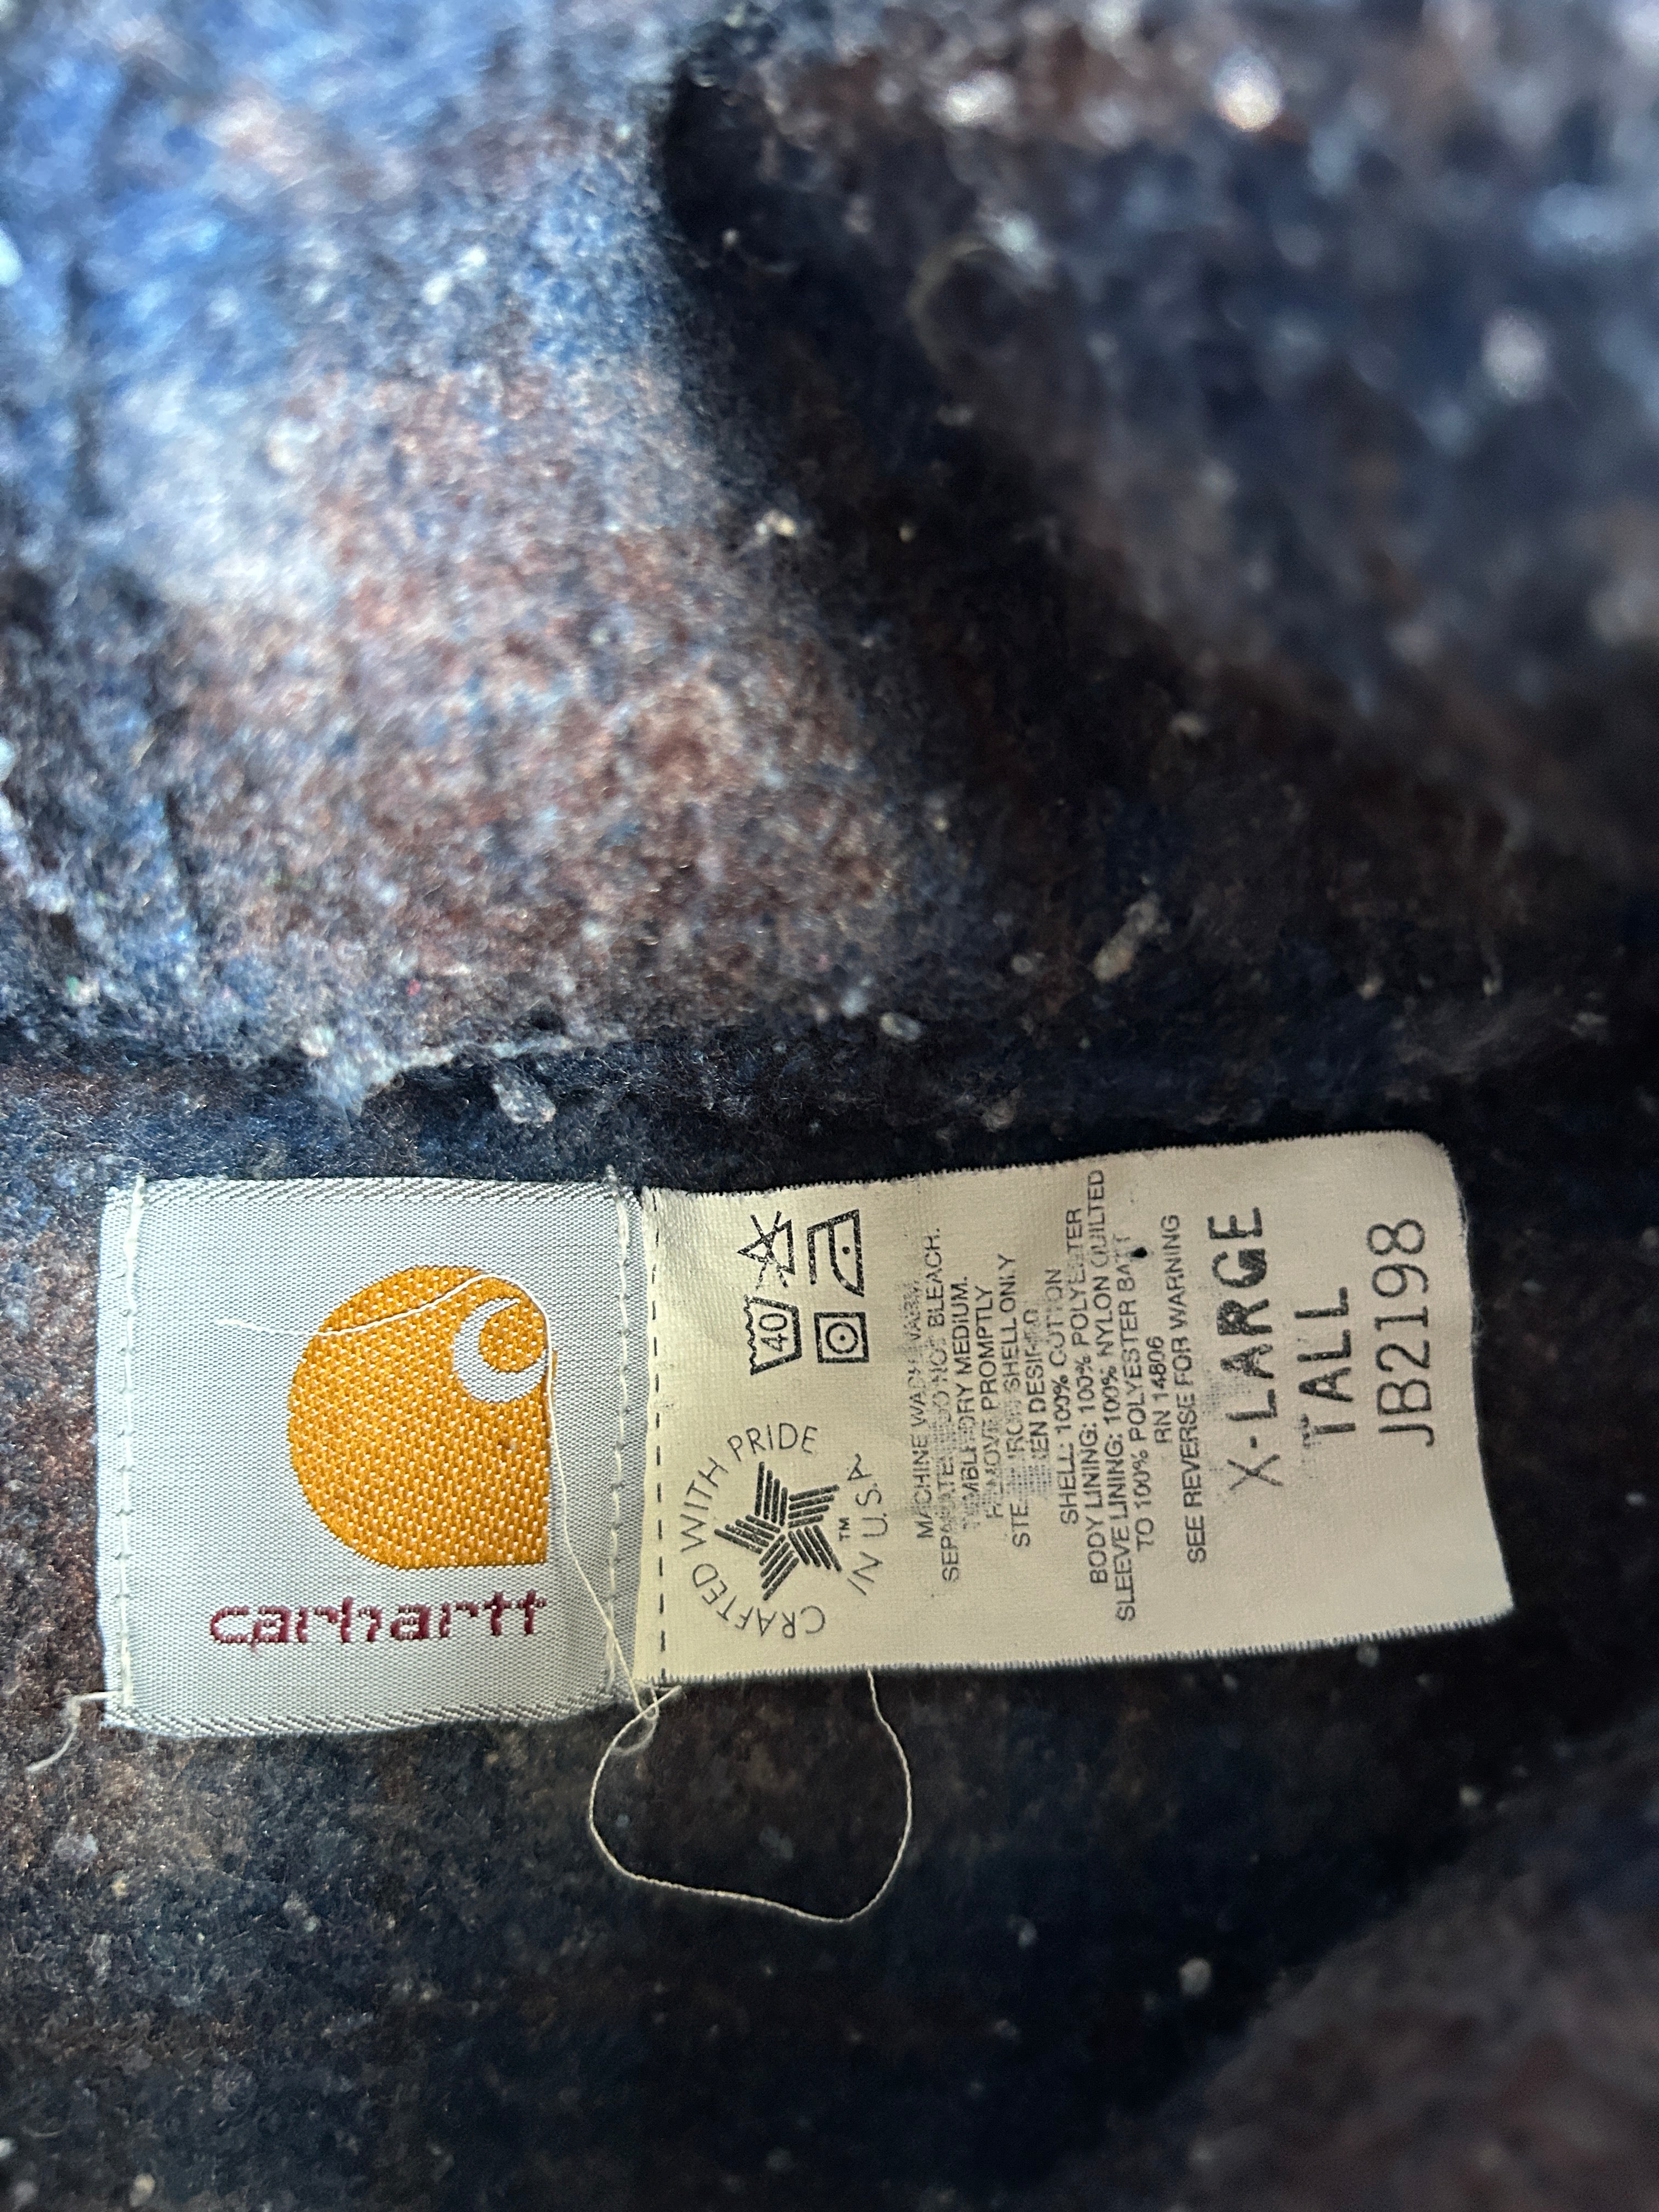 carhartt
CRAFTED WITH PRIDE
IN U.S.A
TM
40
MACHINE WASH WARM,
SEPARATELY. DO NOT BLEACH.
TUMBLE DRY MEDIUM.
REMOVE PROMPTLY
SHELL ONLY
DESIRED
SHELL: 100% COTTON
BODY LINING: 100% POLYESTER
SLEEVE LINING: 100% NYLON QUILTED
TO 100% POLYESTER BATT
RN 14806
SEE REVERSE FOR WARNING
X-LARGE
TALL
JB2198